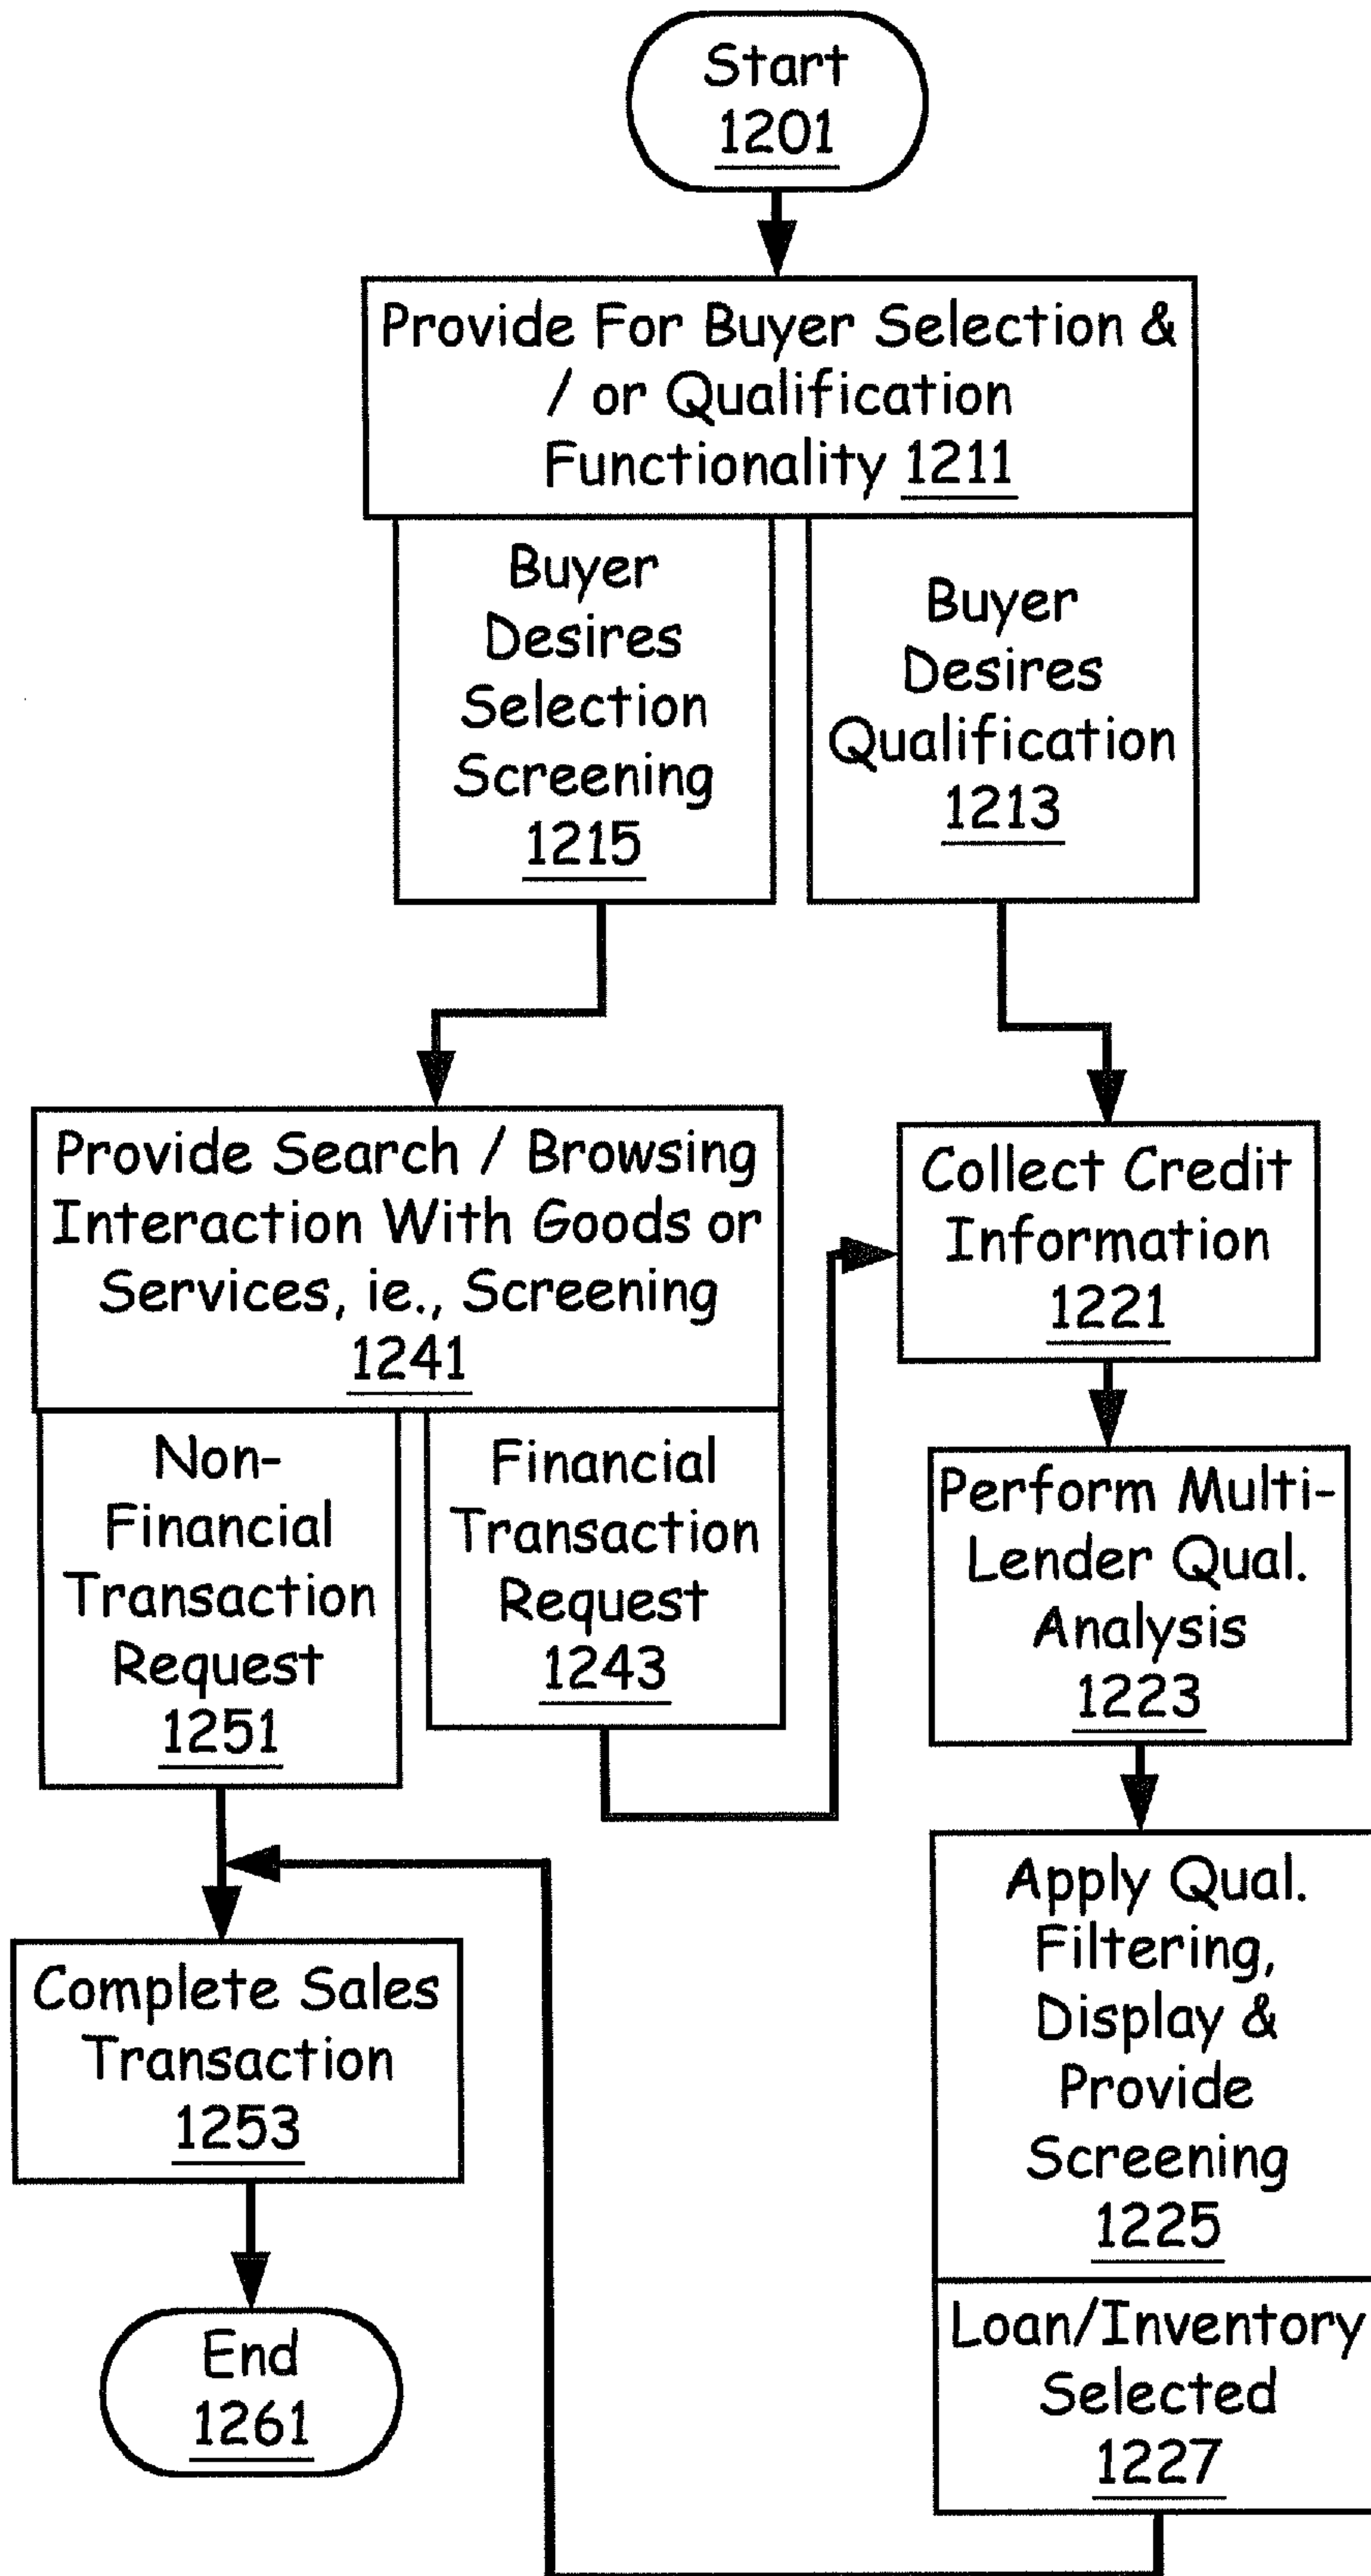 Start
1201
Provide For Buyer Selection &
/ or Qualification
Functionality 1211
Buyer
Desires
Selection
Screening
1215
Buyer
Desires
Qualification
1213
Provide Search / Browsing
Interaction With Goods or
Services, ie., Screening
1241
Non-
Financial
Transaction
Request
1251
Financial
Transaction
Request
1243
Collect Credit
Information
1221
Perform Multi-
Lender Qual.
Analysis
1223
Apply Qual.
Filtering,
Display &
Provide
Screening
1225
Loan/Inventory
Selected
1227
Complete Sales
Transaction
1253
End
1261